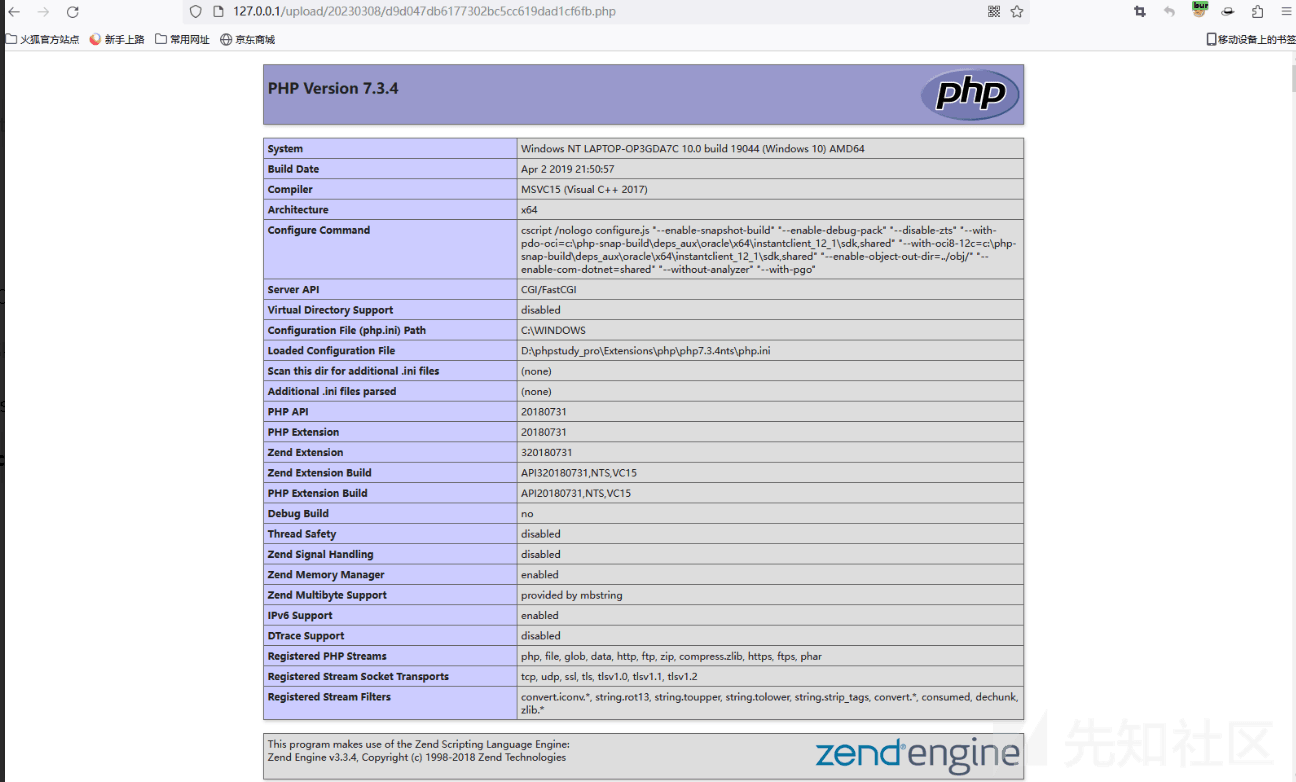 127.0.0.1/upload/20230308/d9d047db6177302bc5cc619dad1cf6fb.php
bur
火狐官方站点 新手上路 常用网址 京东商城 移动设备上的书签
PHP Version 7.3.4
php
System Windows NT LAPTOP-OP3GDA7C 10.0 build 19044 (Windows 10) AMD64
Build Date Apr 2 2019 21:50:57
Compiler MSVC15 (Visual C++ 2017)
Architecture x64
Configure Command cscript /nologo configure.js "--enable-snapshot-build" "--enable-debug-pack" "--disable-zts" "--with-
pdo-oci=c:\php-snap-build\deps_aux\oracle\x64\instantclient_12_1\sdk,shared" "--with-oci8-12c=c:\php-
snap-build\deps_aux\oracle\x64\instantclient_12_1\sdk,shared" "--enable-object-out-dir=../obj/" "--
enable-com-dotnet=shared" "--without-analyzer" "--with-pgo"
Server API CGI/FastCGI
Virtual Directory Support disabled
Configuration File (php.ini) Path C:\WINDOWS
Loaded Configuration File D:\phpstudy_pro\Extensions\php\php7.3.4nts\php.ini
Scan this dir for additional .ini files (none)
Additional .ini files parsed (none)
PHP API 20180731
PHP Extension 20180731
Zend Extension 320180731
Zend Extension Build API320180731,NTS,VC15
PHP Extension Build API20180731,NTS,VC15
Debug Build no
Thread Safety disabled
Zend Signal Handling disabled
Zend Memory Manager enabled
Zend Multibyte Support provided by mbstring
IPv6 Support enabled
DTrace Support disabled
Registered PHP Streams php, file, glob, data, http, ftp, zip, compress.zlib, https, ftps, phar
Registered Stream Socket Transports tcp, udp, ssl, tls, tlsv1.0, tlsv1.1, tlsv1.2
Registered Stream Filters convert.iconv.*, string.rot13, string.toupper, string.tolower, string.strip_tags, convert.*, consumed, dechunk,
zlib.*
This program makes use of the Zend Scripting Language Engine:
Zend Engine v3.3.4, Copyright (c) 1998-2018 Zend Technologies
zend®engine
先知社区